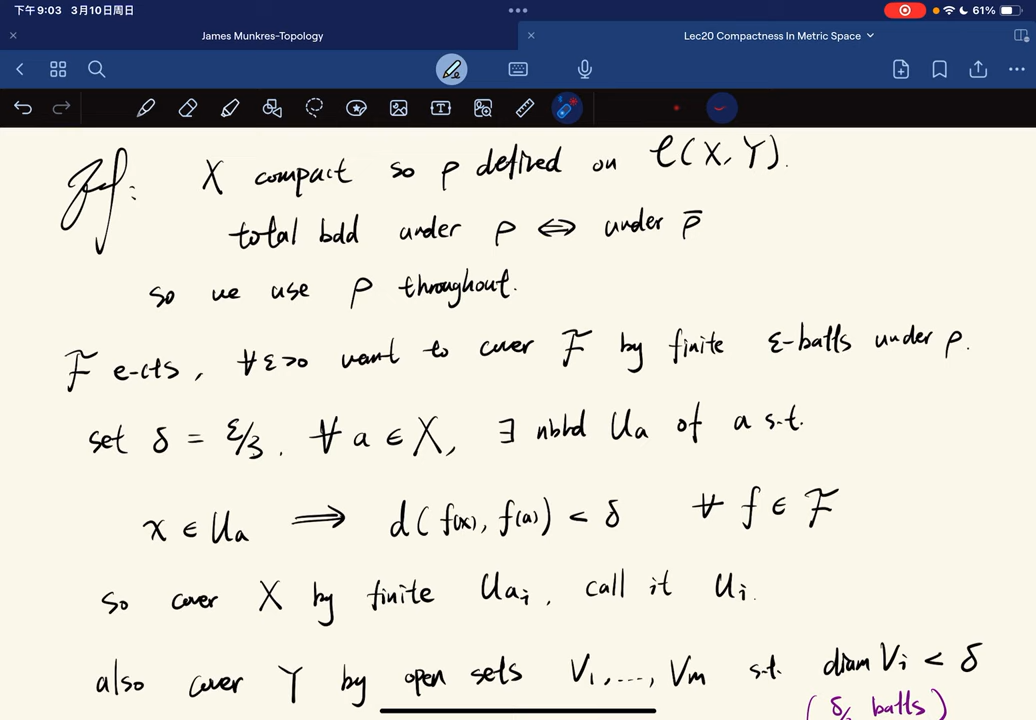 下午9:03 3月10日周日
61%
James Munkres-Topology
Lec20 Compactness In Metric Space
Prf: X compact so ρ defined on C(X, Y).
total bdd under ρ ⇔ under ρ̄
so we use ρ throughout.
F e-cts, ∀ε>0 want to cover F by finite ε-balls under ρ.
set δ = ε/3. ∀ a ∈ X, ∃ nbhd Ua of a s.t.
x ∈ Ua ⟹ d(f(x), f(a)) < δ ∀ f ∈ F
so cover X by finite Uai, call it Ui.
also cover Y by open sets V1,...,Vm s.t. diam Vi < δ
(δ/2 balls)